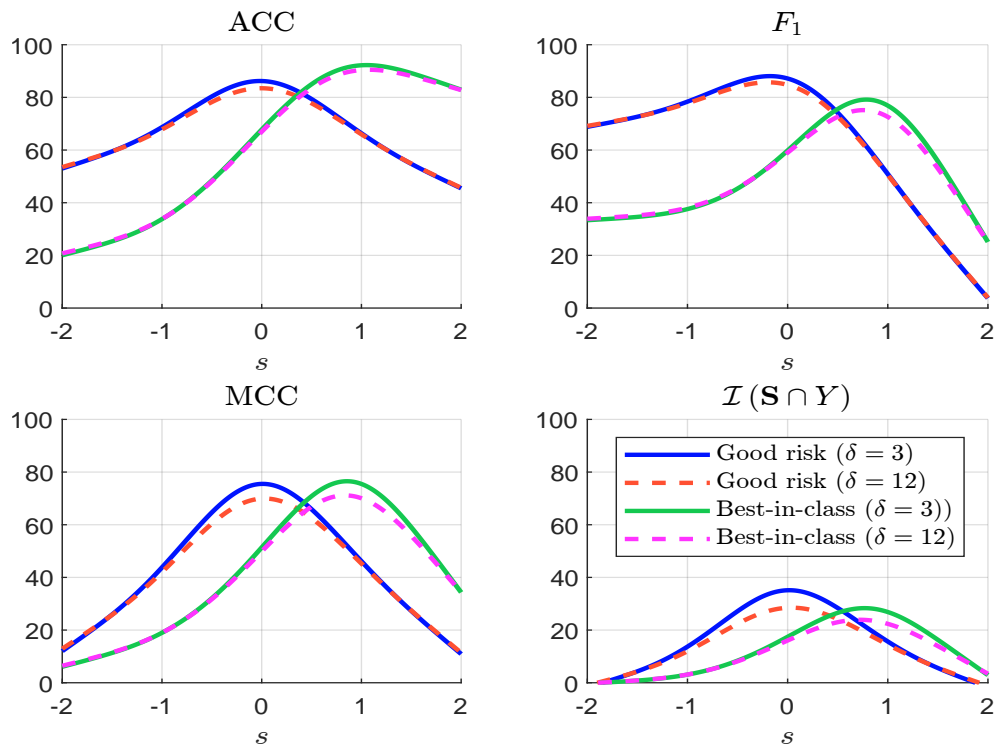 ACC
100
80
60
40
20
0
-2 -1 0 1 2
s
F₁
100
80
60
40
20
0
-2 -1 0 1 2
s
MCC
100
80
60
40
20
0
-2 -1 0 1 2
s
𝓘 (𝐒 ∩ Y)
100
80
60
40
20
0
Good risk (δ = 3)
Good risk (δ = 12)
Best-in-class (δ = 3))
Best-in-class (δ = 12)
-2 -1 0 1 2
s